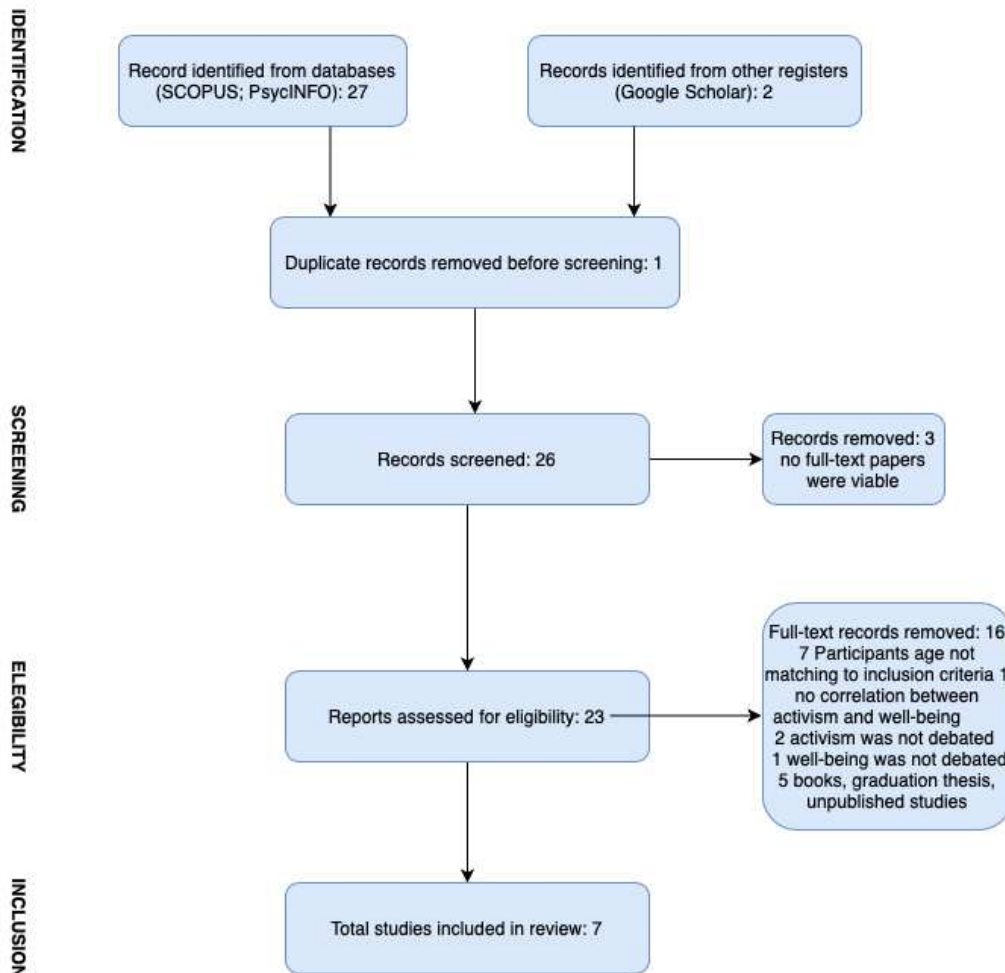 IDENTIFICATION
Record identified from databases
(SCOPUS; PsycINFO): 27
Records identified from other registers
(Google Scholar): 2
Duplicate records removed before screening: 1
SCREENING
Records screened: 26
Records removed: 3
no full-text papers
were viable
ELEGIBILITY
Reports assessed for eligibility: 23
Full-text records removed: 16
7 Participants age not
matching to inclusion criteria 1
no correlation between
activism and well-being
2 activism was not debated
1 well-being was not debated
5 books, graduation thesis,
unpublished studies
INCLUSION
Total studies included in review: 7